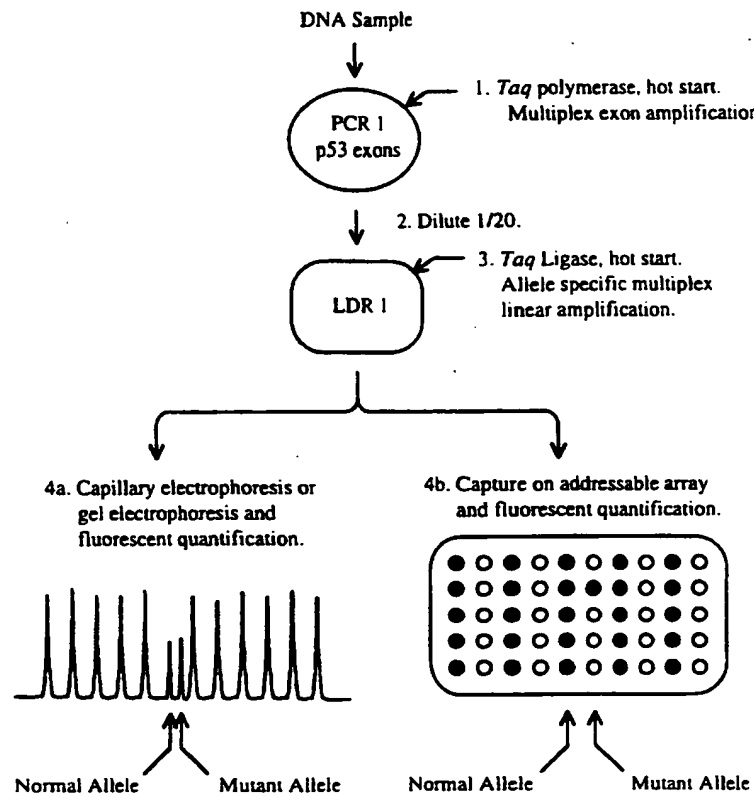 DNA Sample
1. Taq polymerase, hot start.
Multiplex exon amplification
PCR 1
p53 exons
2. Dilute 1/20.
3. Taq Ligase, hot start.
Allele specific multiplex
linear amplification.
LDR 1
4a. Capillary electrophoresis or
gel electrophoresis and
fluorescent quantification.
4b. Capture on addressable array
and fluorescent quantification.
Normal Allele
Mutant Allele
Normal Allele
Mutant Allele